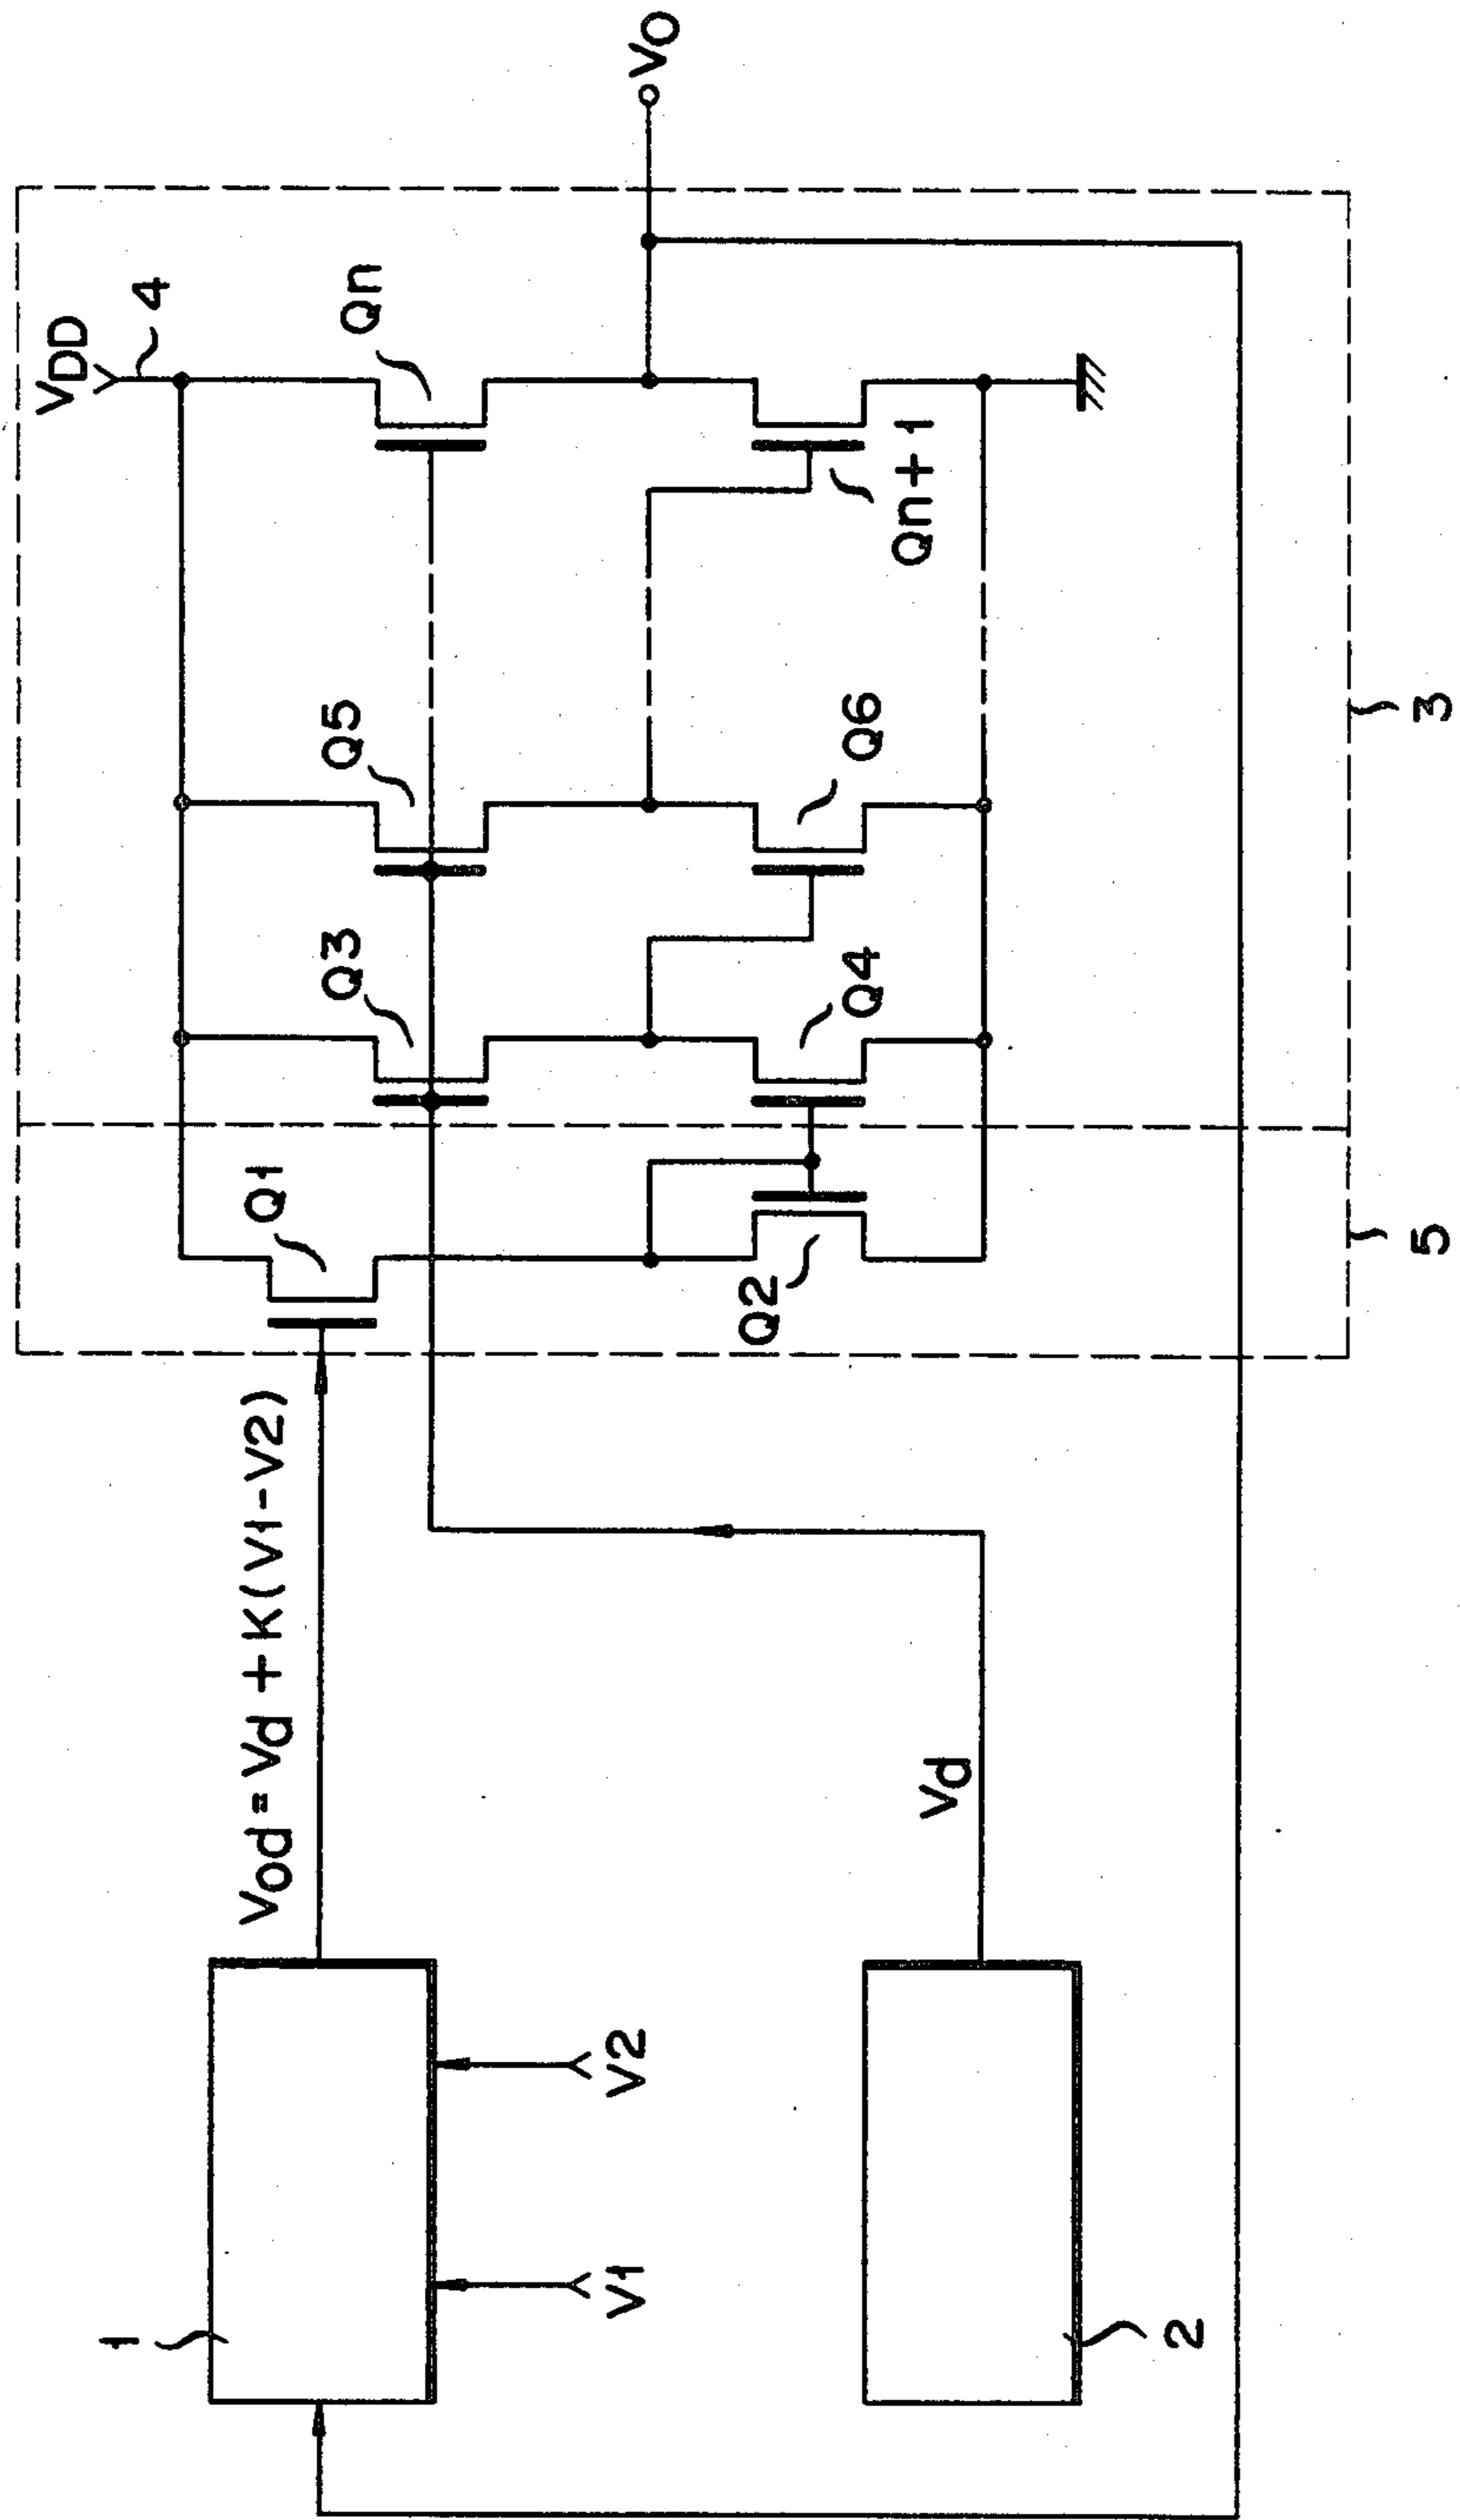 VDD
4
Qn
VO
Q5
Q3
Q1
Vod = Vd + K(V1-V2)
1
Qn+1
Q6
Q4
Q2
V1
V2
Vd
2
5
3